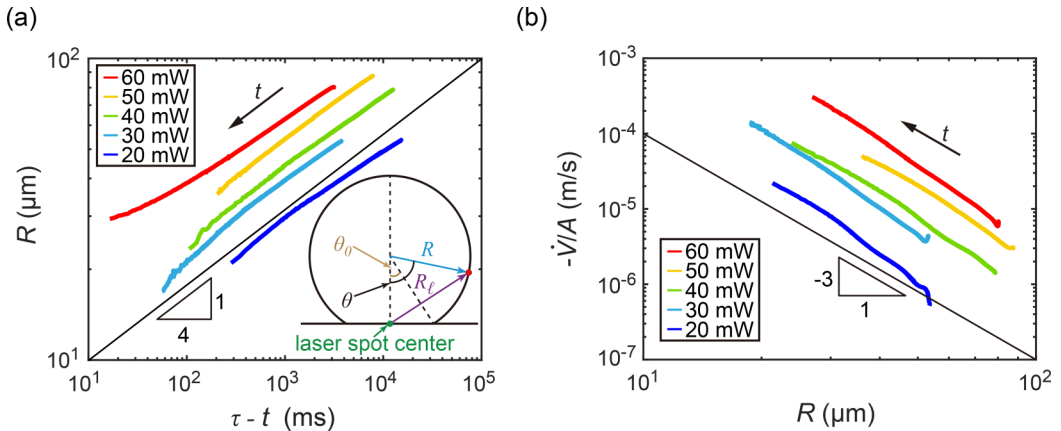 (a)
10²
60 mW
50 mW
40 mW
30 mW
20 mW
t
R (μm)
θ₀
R
θ
Rℓ
laser spot center
1
4
10¹
10¹
10²
10³
10⁴
10⁵
τ - t (ms)
(b)
10⁻³
10⁻⁴
10⁻⁵
10⁻⁶
10⁻⁷
-V̇/A (m/s)
t
60 mW
50 mW
40 mW
30 mW
20 mW
-3
1
10¹
10²
R (μm)